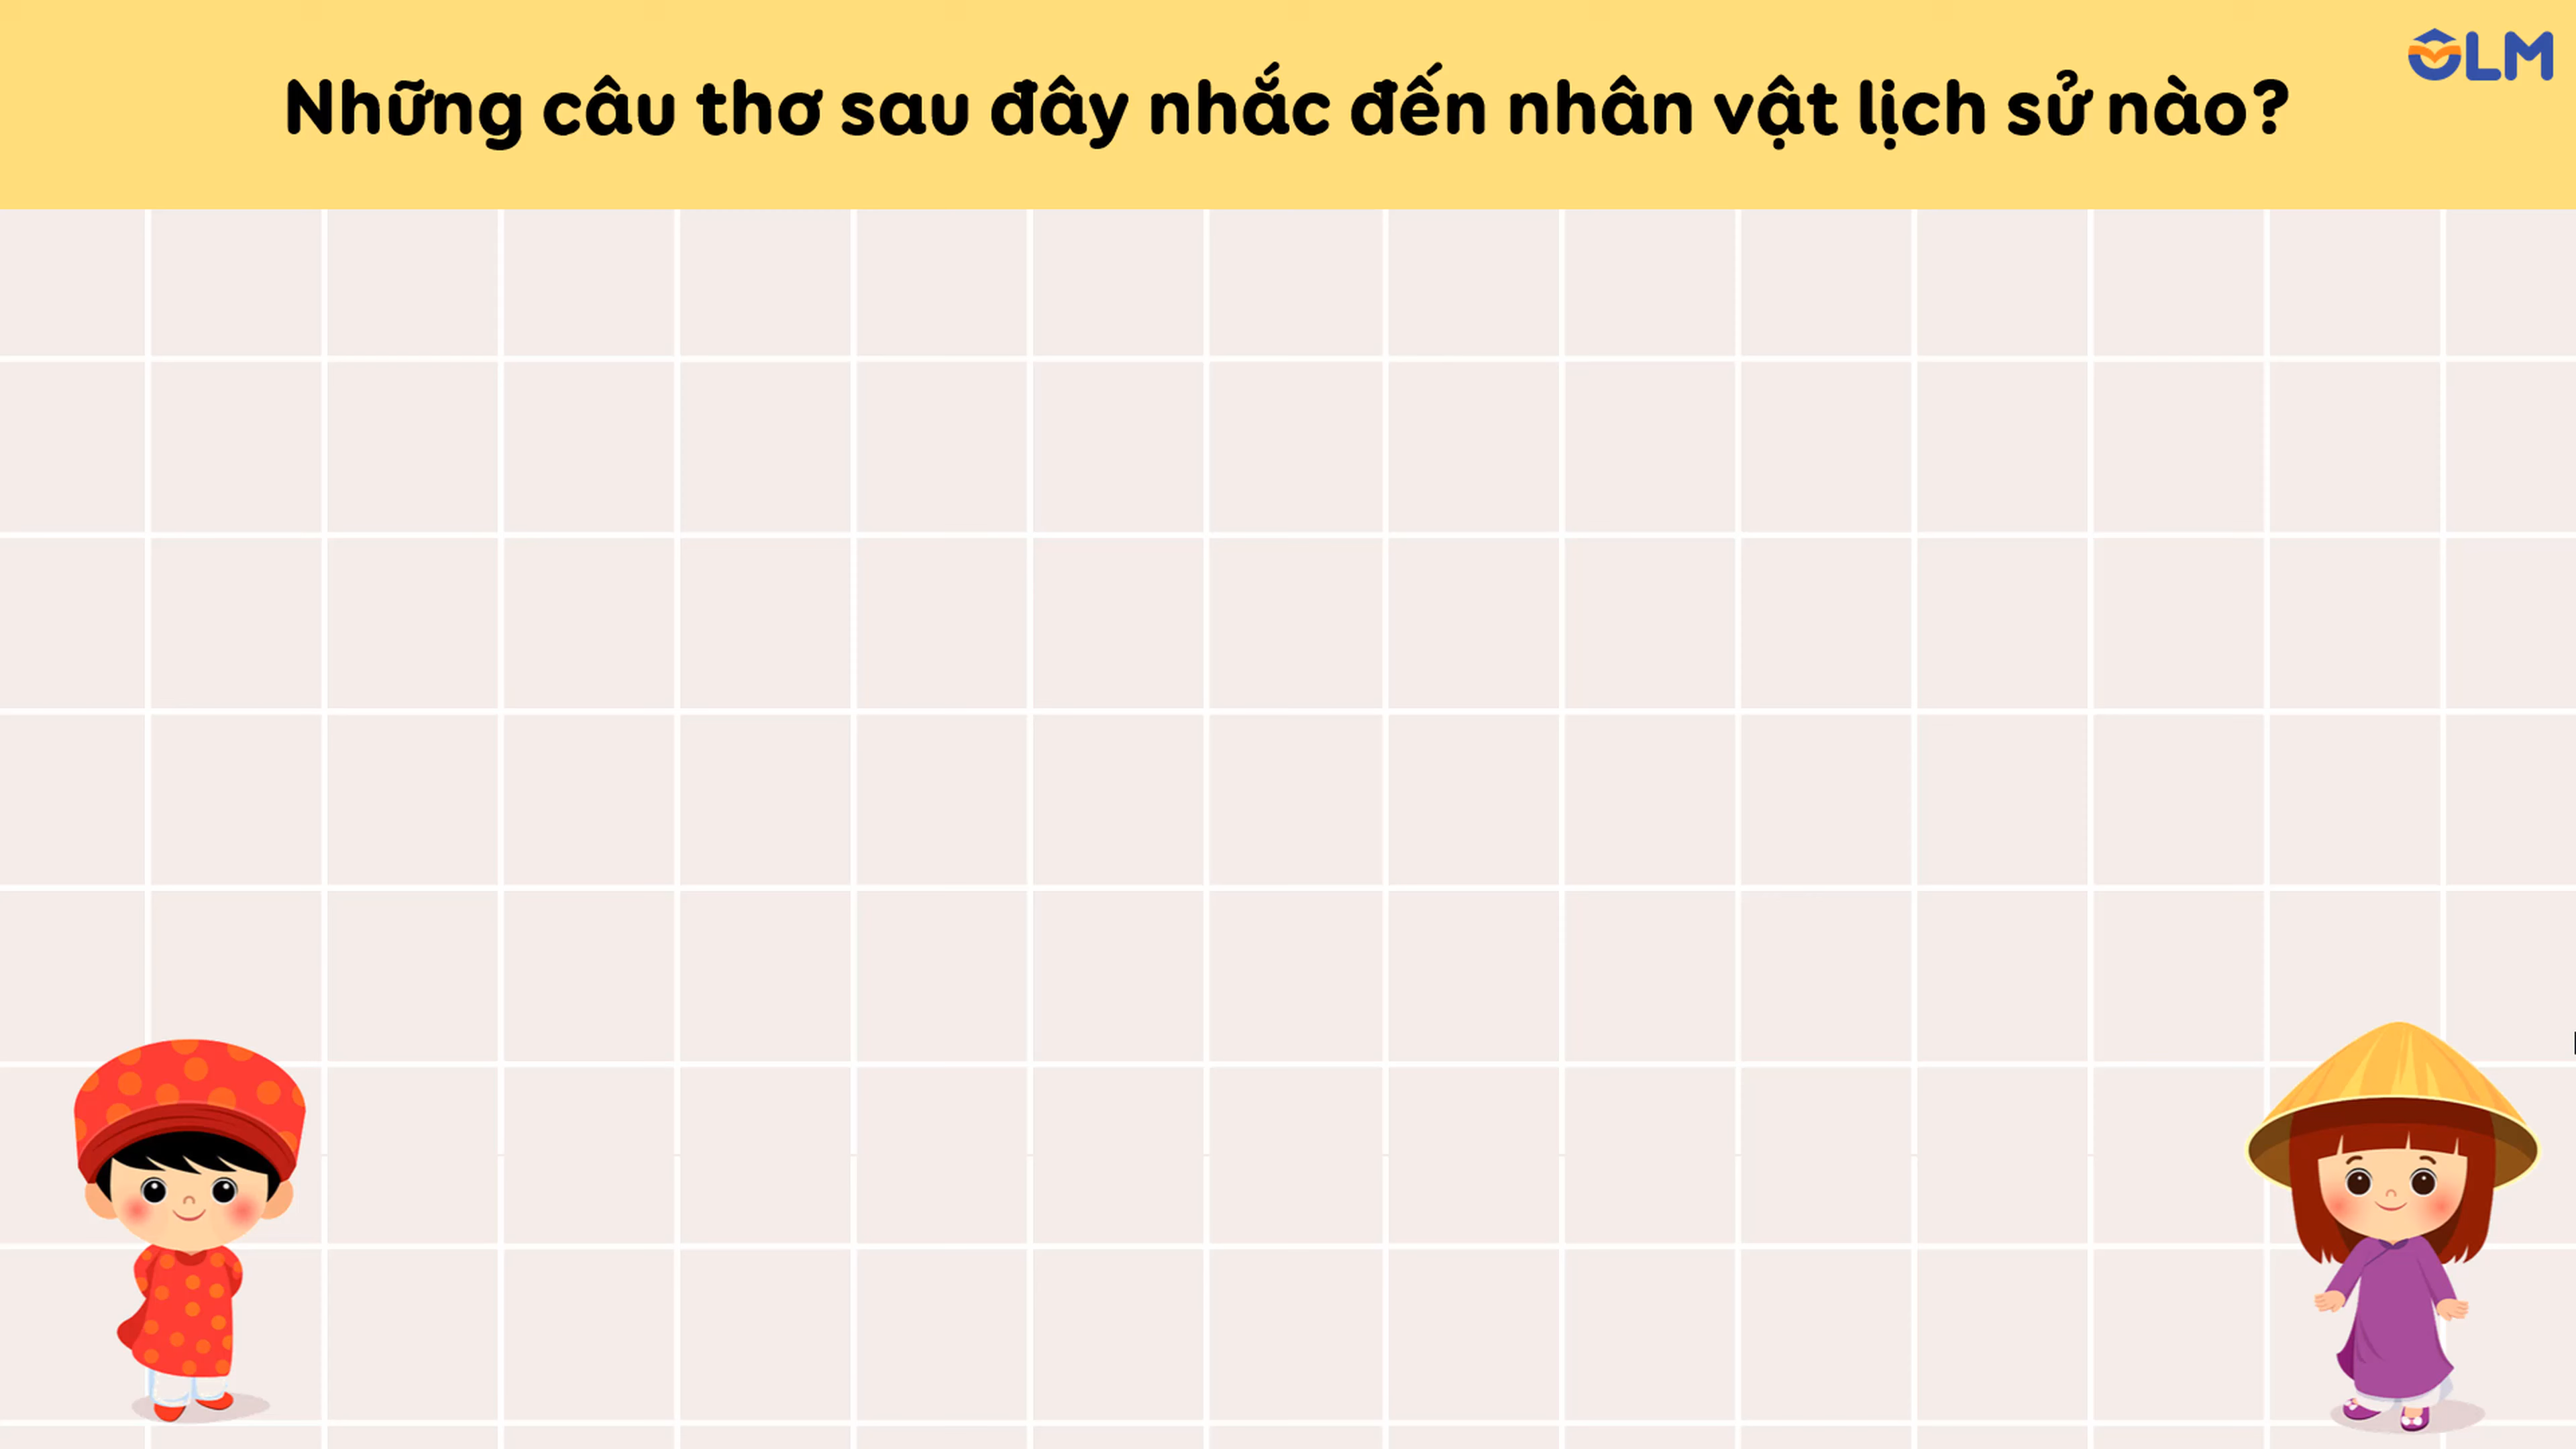 OLM
Những câu thơ sau đây nhắc đến nhân vật lịch sử nào?